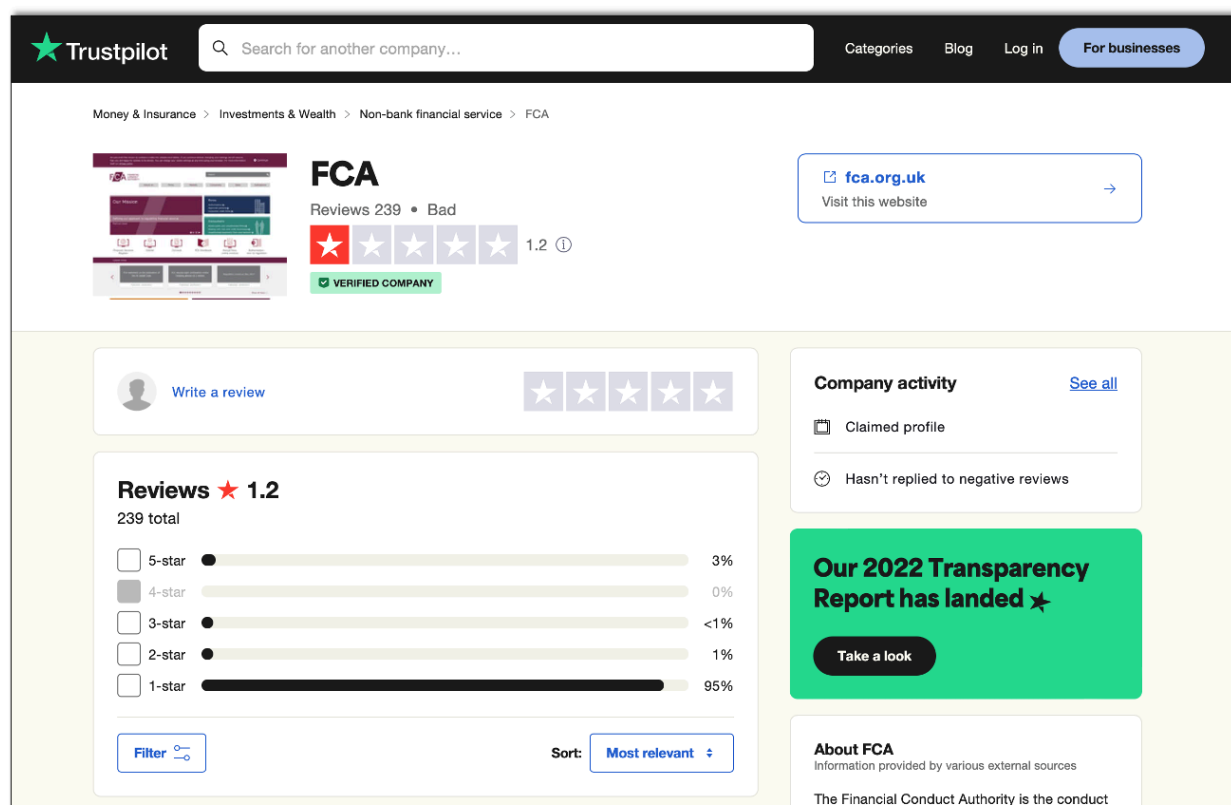 Trustpilot
Search for another company...
Categories Blog Log in For businesses
Money & Insurance > Investments & Wealth > Non-bank financial service > FCA
FCA
Reviews 239 • Bad
1.2
VERIFIED COMPANY
fca.org.uk
Visit this website
Write a review
Reviews ★ 1.2
239 total
5-star 3%
4-star 0%
3-star <1%
2-star 1%
1-star 95%
Filter
Sort: Most relevant
Company activity See all
Claimed profile
Hasn't replied to negative reviews
Our 2022 Transparency
Report has landed
Take a look
About FCA
Information provided by various external sources
The Financial Conduct Authority is the conduct